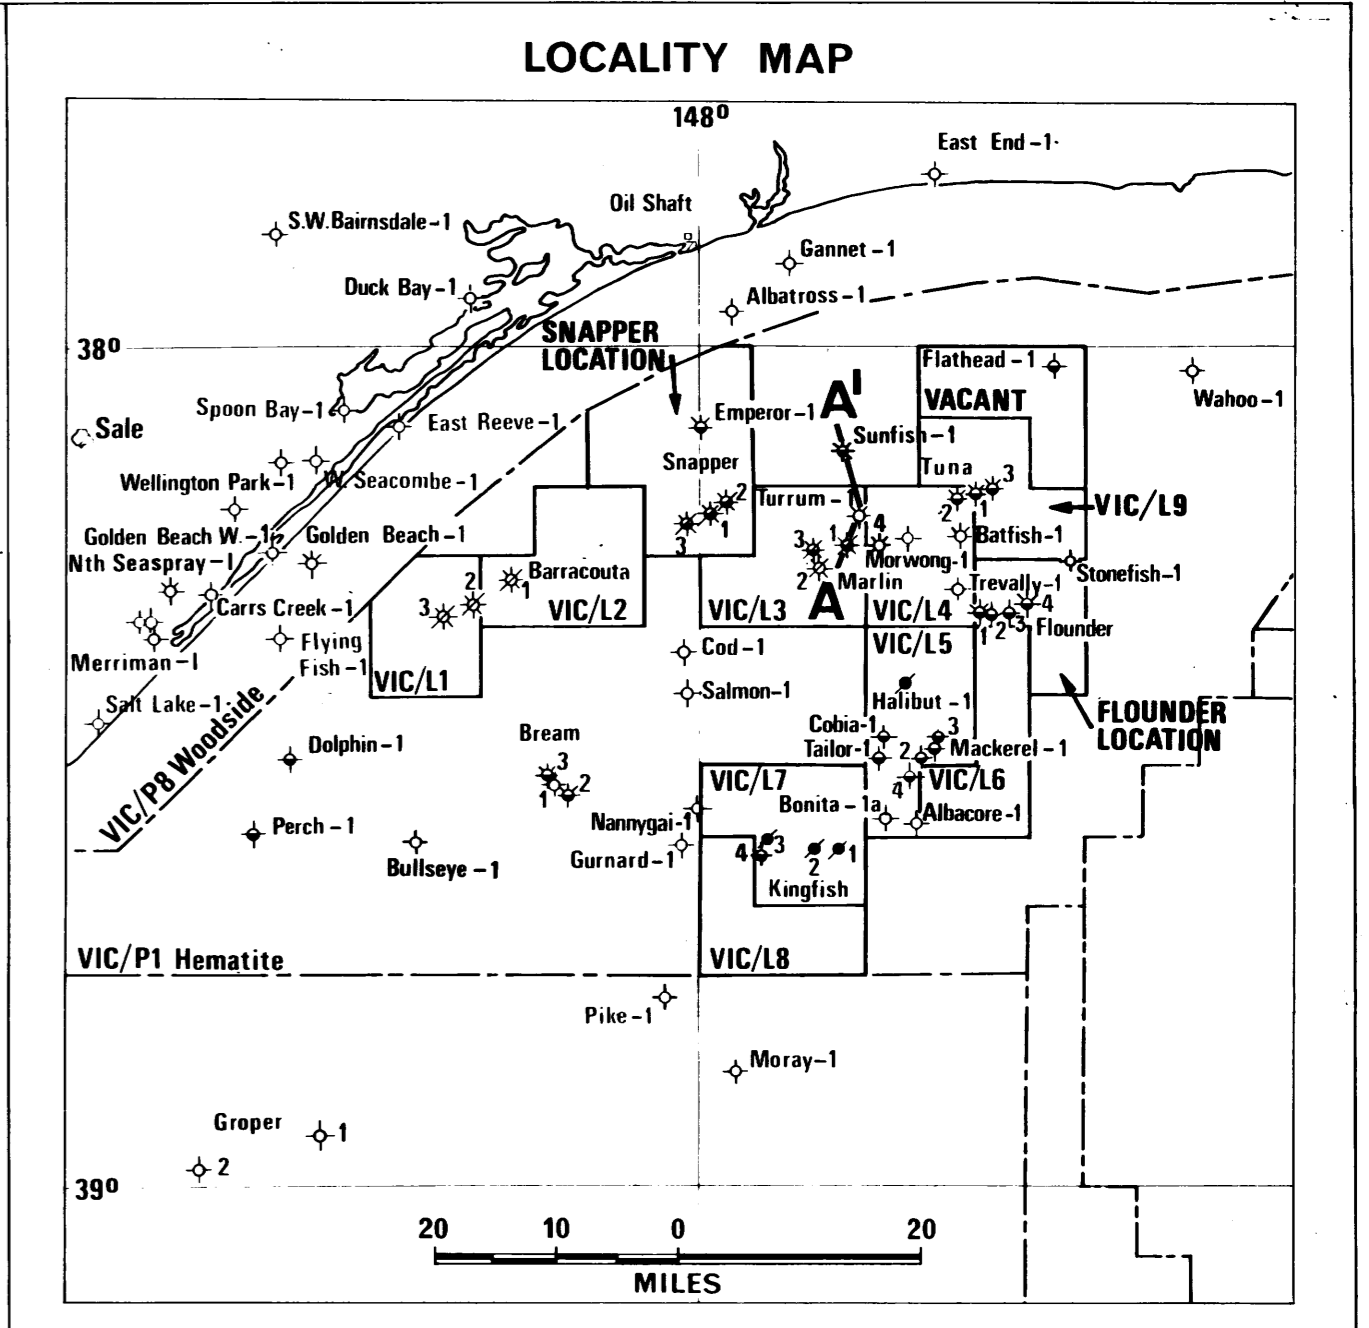 LOCALITY MAP
148º
East End-1
Oil Shaft
S.W.Bairnsdale-1
Gannet-1
Duck Bay-1
Albatross-1
SNAPPER
LOCATION
38º
Flathead-1
A'
VACANT
Wahoo-1
Spoon Bay-1
East Reeve-1
Emperor-1
Sale
Sunfish-1
Snapper
Tuna
3
Wellington Park-1
W. Seacombe-1
2
Turrum-1
2
1
VIC/L9
1
3
Golden Beach W.-1
Golden Beach-1
3
1
4
Batfish-1
Nth Seaspray-1
Barracouta
2
Morwong-1
Stonefish-1
2
1
Marlin
Trevally-1
Carrs Creek-1
3
VIC/L2
VIC/L3
A
VIC/L4
4
1
2
3
Flounder
Merriman-1
Flying
Fish-1
Cod-1
VIC/L5
VIC/L1
Salt Lake-1
Salmon-1
Halibut-1
FLOUNDER
LOCATION
VIC/P8 Woodside
Dolphin-1
Bream
Cobia-1
3
Tailor-1
2
Mackerel-1
3
1
2
VIC/L7
4
VIC/L6
Nannygai-1
Bonita-1a
Albacore-1
Perch-1
Gurnard-1
4
3
2
1
Bullseye-1
Kingfish
VIC/P1 Hematite
VIC/L8
Pike-1
Moray-1
Groper
1
2
39º
20 10 0 20
MILES